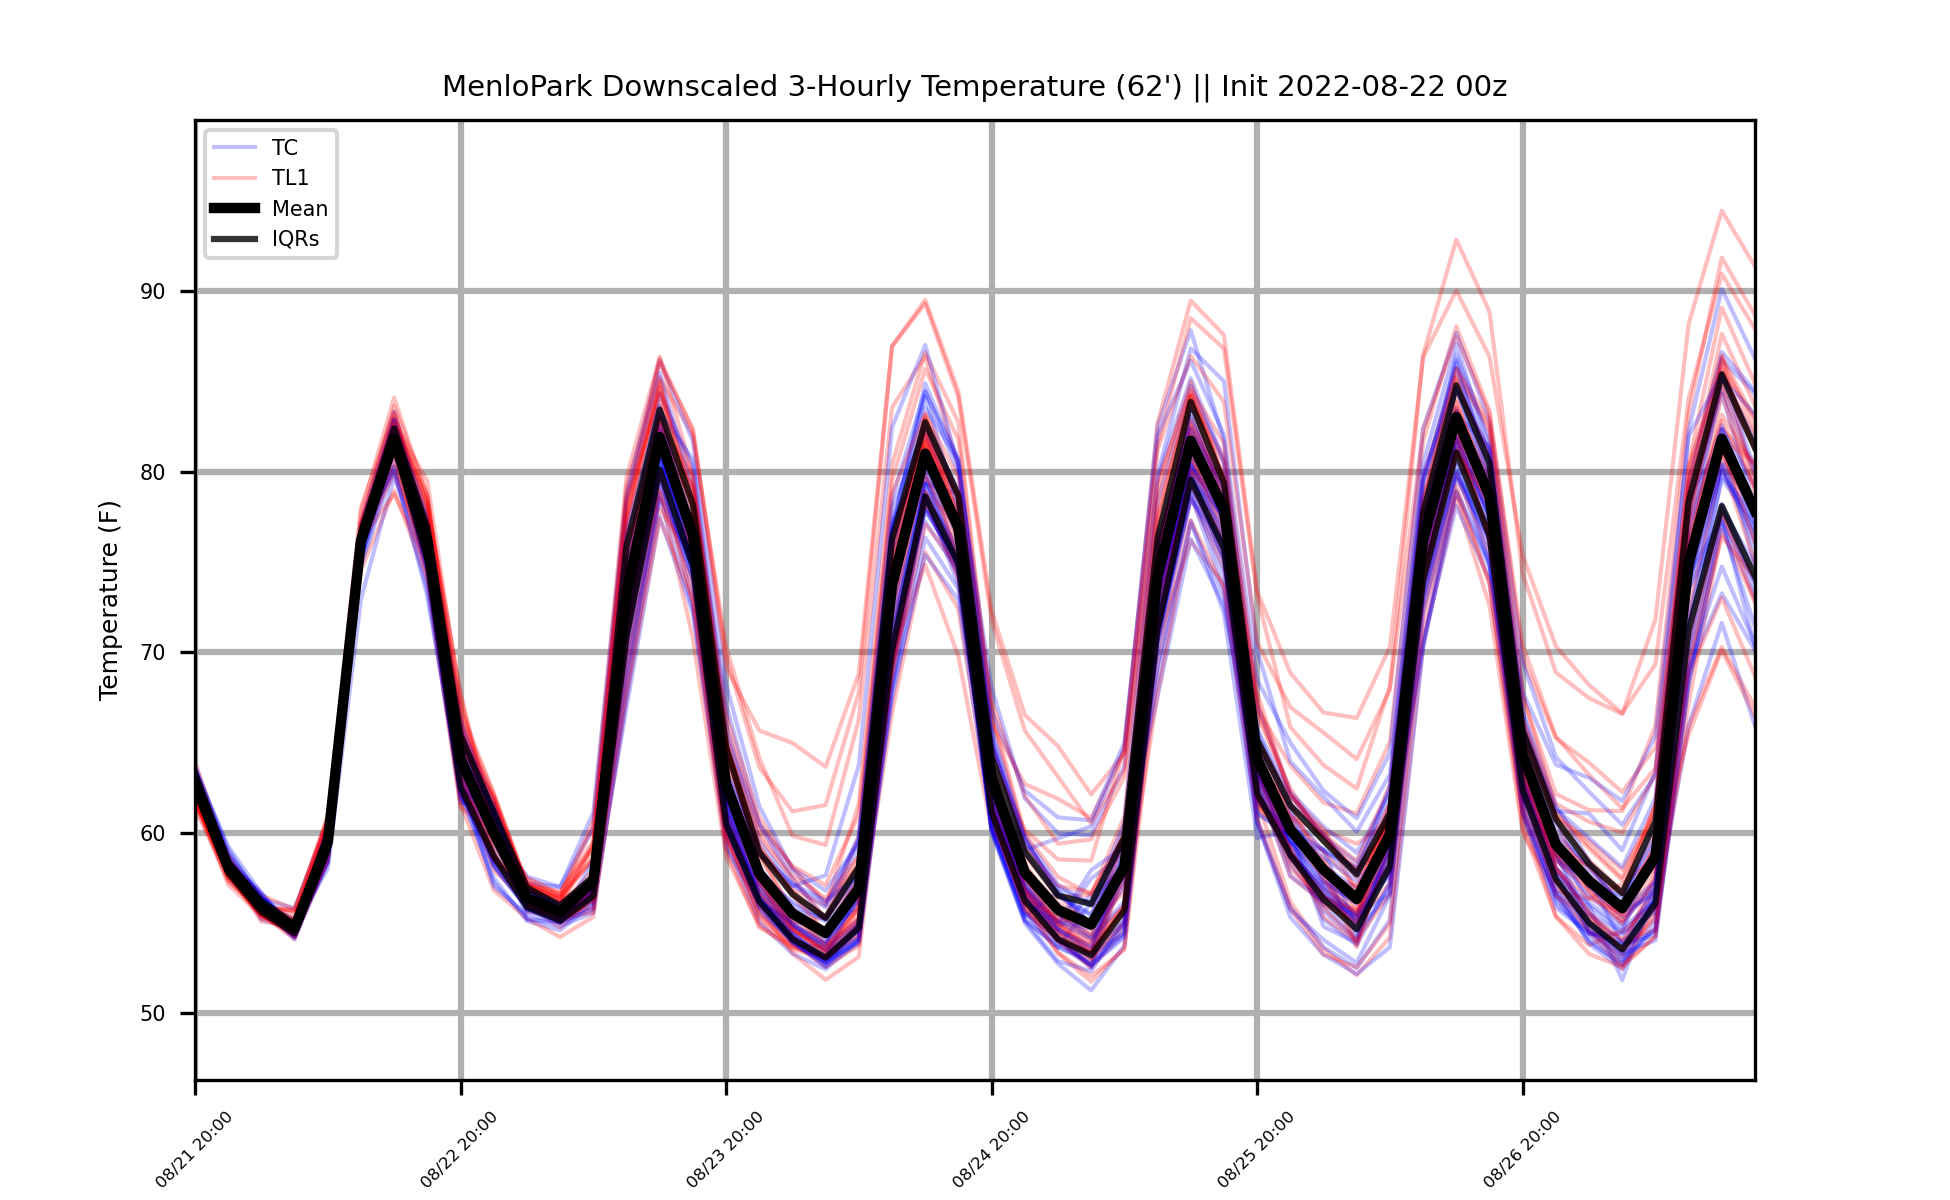 MenloPark Downscaled 3-Hourly Temperature (62') || Init 2022-08-22 00z
TC
TL1
Mean
IQRs
Temperature (F)
90
80
70
60
50
08/21 20:00
08/22 20:00
08/23 20:00
08/24 20:00
08/25 20:00
08/26 20:00